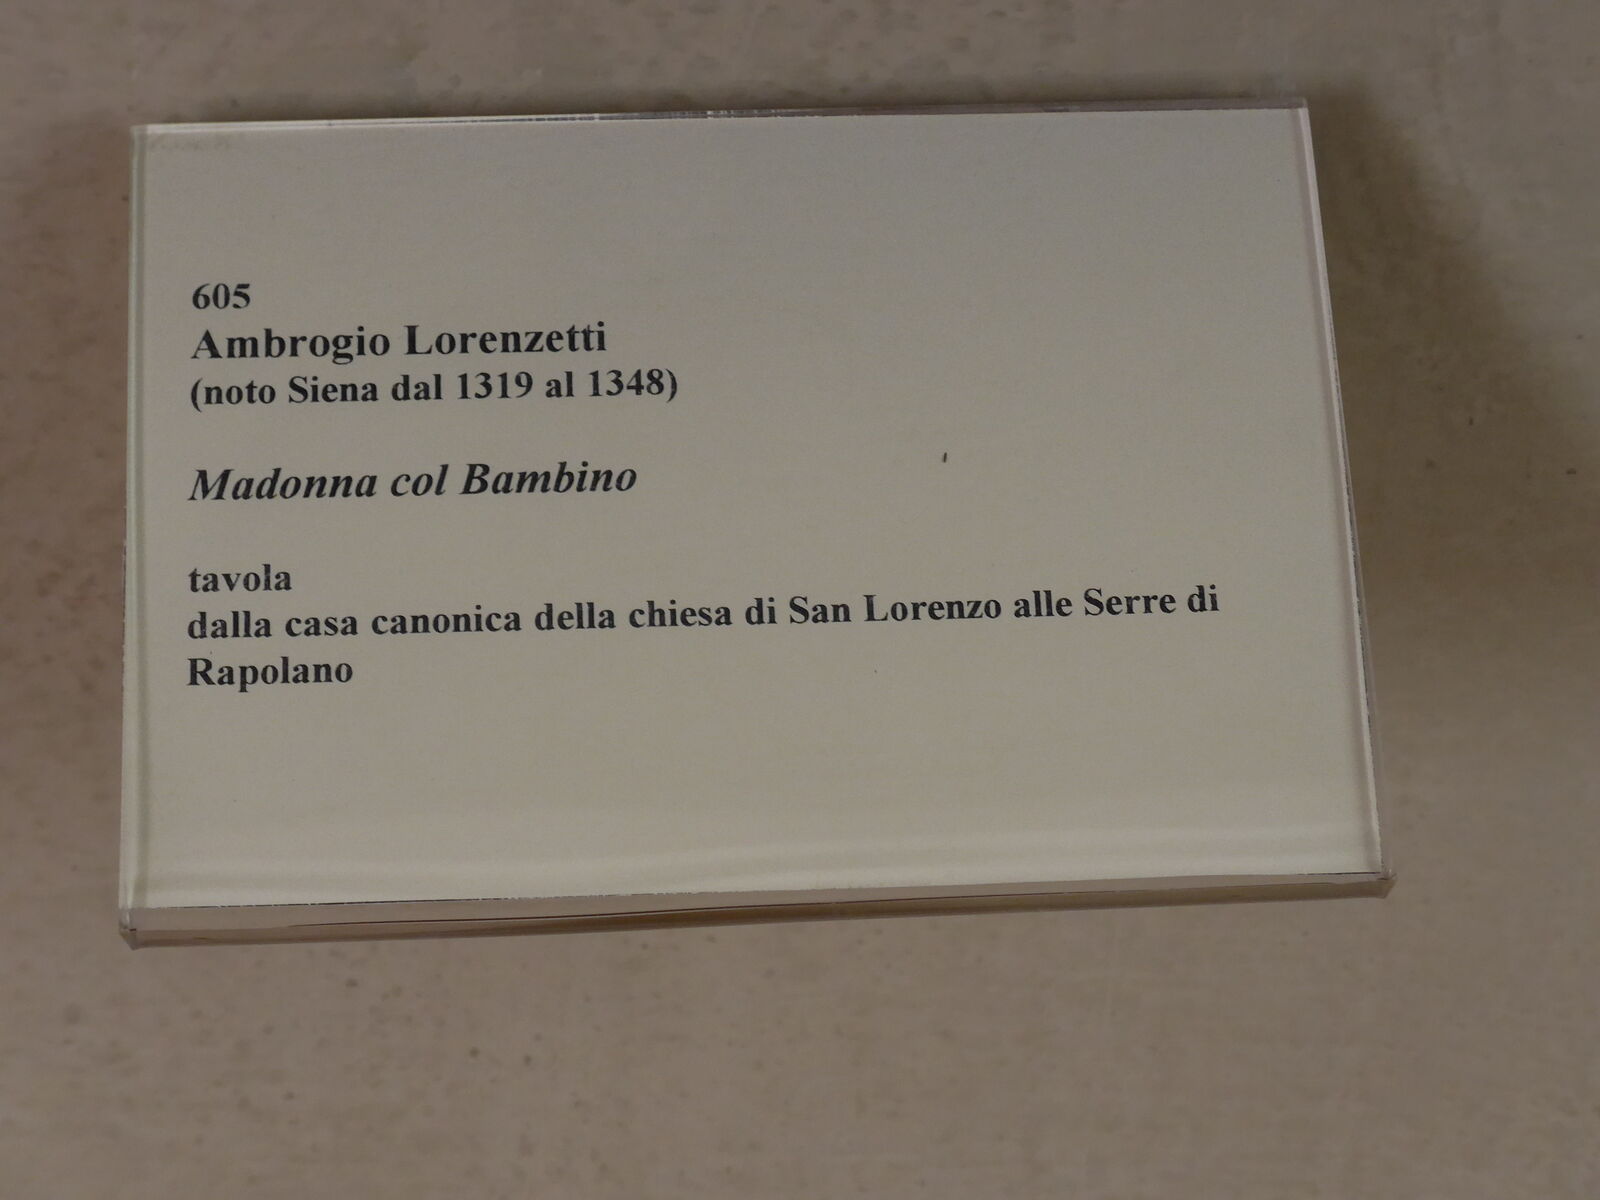 605
Ambrogio Lorenzetti
(noto Siena dal 1319 al 1348)
Madonna col Bambino
tavola
dalla casa canonica della chiesa di San Lorenzo alle Serre di
Rapolano